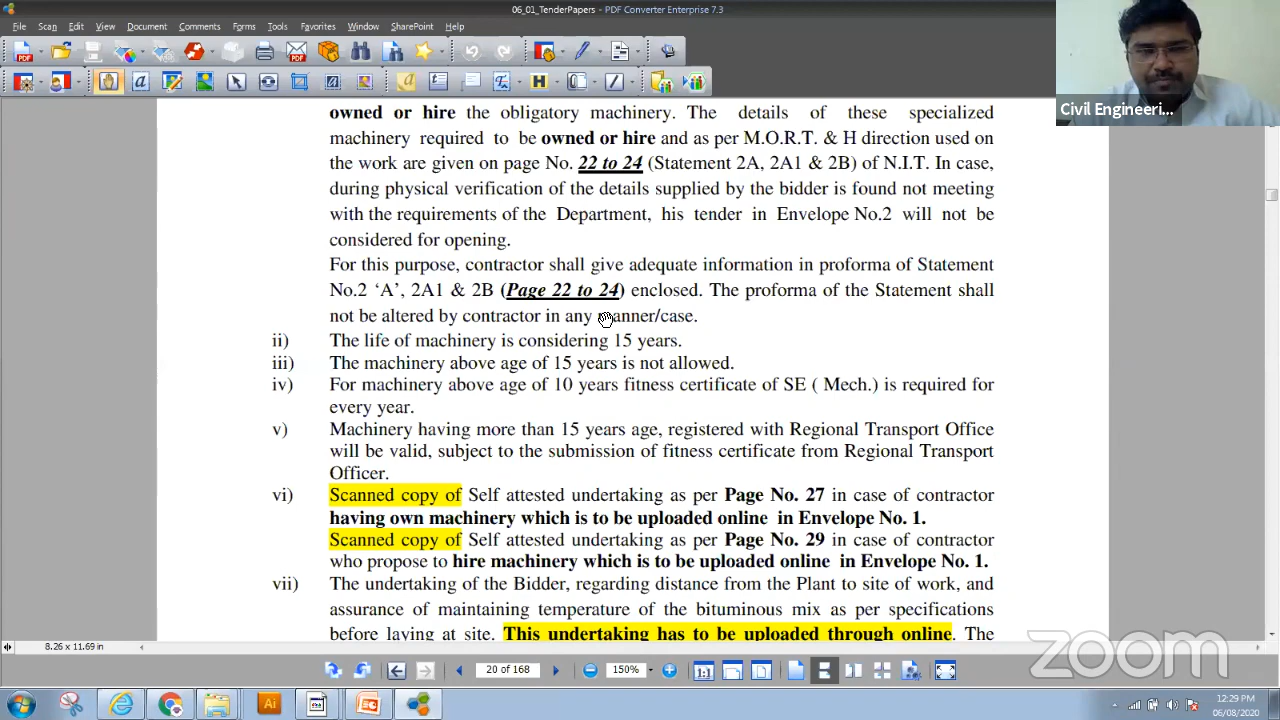 06_01_TenderPapers - PDF Converter Enterprise 7.3
File Scan Edit View Document Comments Forms Tools Favorites Window SharePoint Help
Civil Engineeri...
owned or hire the obligatory machinery. The details of these specialized
machinery required to be owned or hire and as per M.O.R.T. & H direction used on
the work are given on page No. 22 to 24 (Statement 2A, 2A1 & 2B) of N.I.T. In case,
during physical verification of the details supplied by the bidder is found not meeting
with the requirements of the Department, his tender in Envelope No.2 will not be
considered for opening.
For this purpose, contractor shall give adequate information in proforma of Statement
No.2 ‘A’, 2A1 & 2B (Page 22 to 24) enclosed. The proforma of the Statement shall
not be altered by contractor in any manner/case.
ii) The life of machinery is considering 15 years.
iii) The machinery above age of 15 years is not allowed.
iv) For machinery above age of 10 years fitness certificate of SE ( Mech.) is required for
every year.
v) Machinery having more than 15 years age, registered with Regional Transport Office
will be valid, subject to the submission of fitness certificate from Regional Transport
Officer.
vi) Scanned copy of Self attested undertaking as per Page No. 27 in case of contractor
having own machinery which is to be uploaded online in Envelope No. 1.
Scanned copy of Self attested undertaking as per Page No. 29 in case of contractor
who propose to hire machinery which is to be uploaded online in Envelope No. 1.
vii) The undertaking of the Bidder, regarding distance from the Plant to site of work, and
assurance of maintaining temperature of the bituminous mix as per specifications
before laying at site. This undertaking has to be uploaded through online. The
8.26 x 11.69 in
20 of 168 150% 1:1
zoom
Ai
12:29 PM
06/08/2020